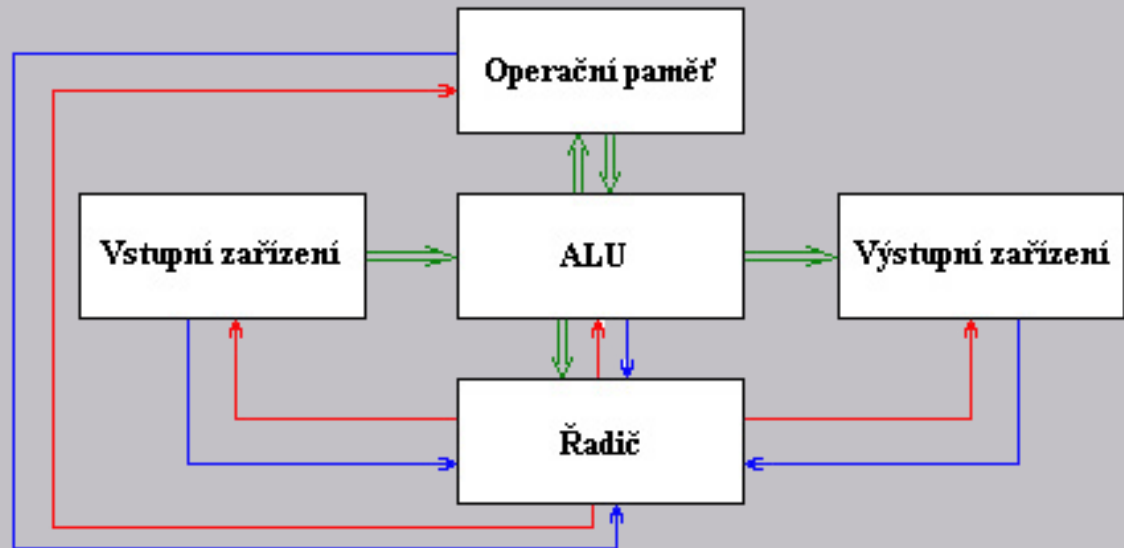 Operační paměť
Vstupní zařízení
ALU
Výstupní zařízení
Řadič